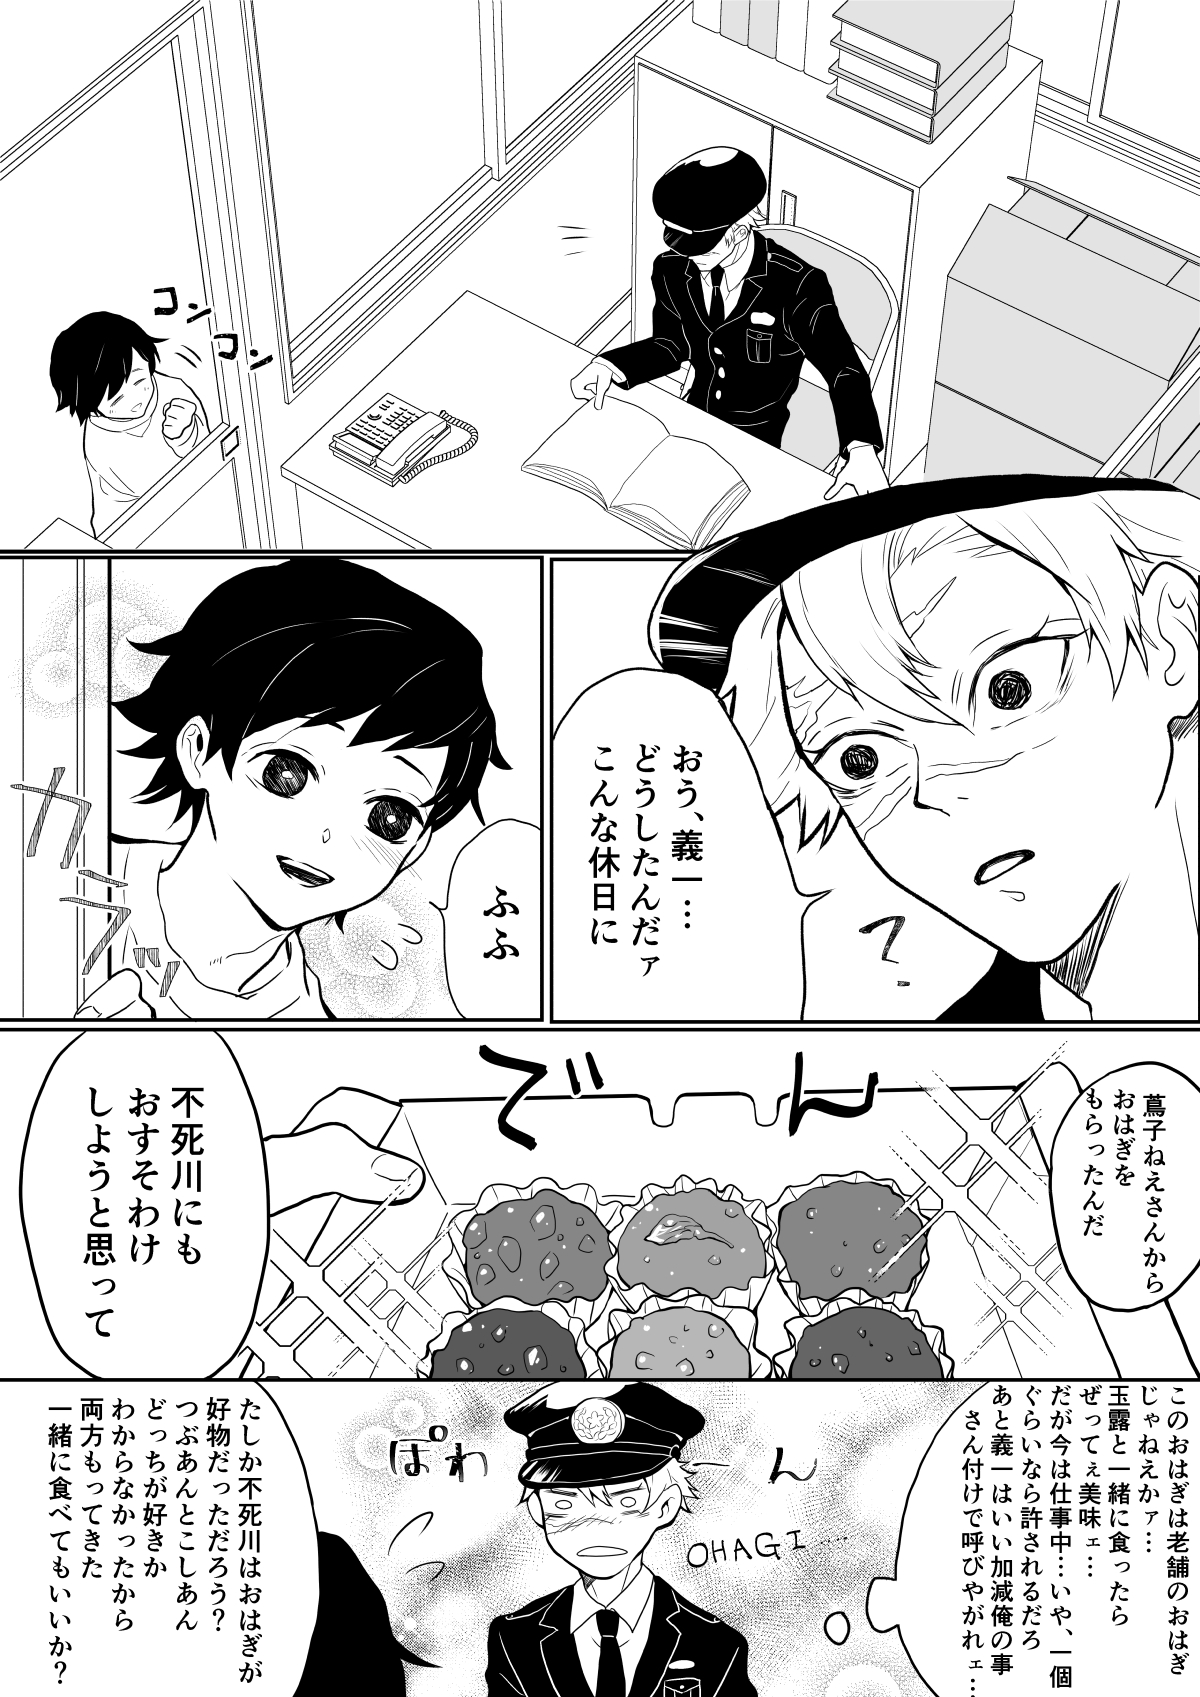 コンコン
おう、義一…
どうしたんだァ
こんな休日に
?
ガラッ
ふふ
蔦子ねえさんから
おはぎを
もらったんだ
でーん
不死川にも
おすそわけ
しようと思って
このおはぎは老舗のおはぎ
じゃねえかァ…
玉露と一緒に食ったら
ぜってぇ美味ェ…
だが今は仕事中…いや、一個
ぐらいなら許されるだろ
あと義一はいい加減俺の事
さん付けで呼びやがれェ…
ぽわーん
OHAGI....
たしか不死川はおはぎが
好物だっただろう？
つぶあんとこしあん
どっちが好きか
わからなかったから
両方もってきた
一緒に食べてもいいか？